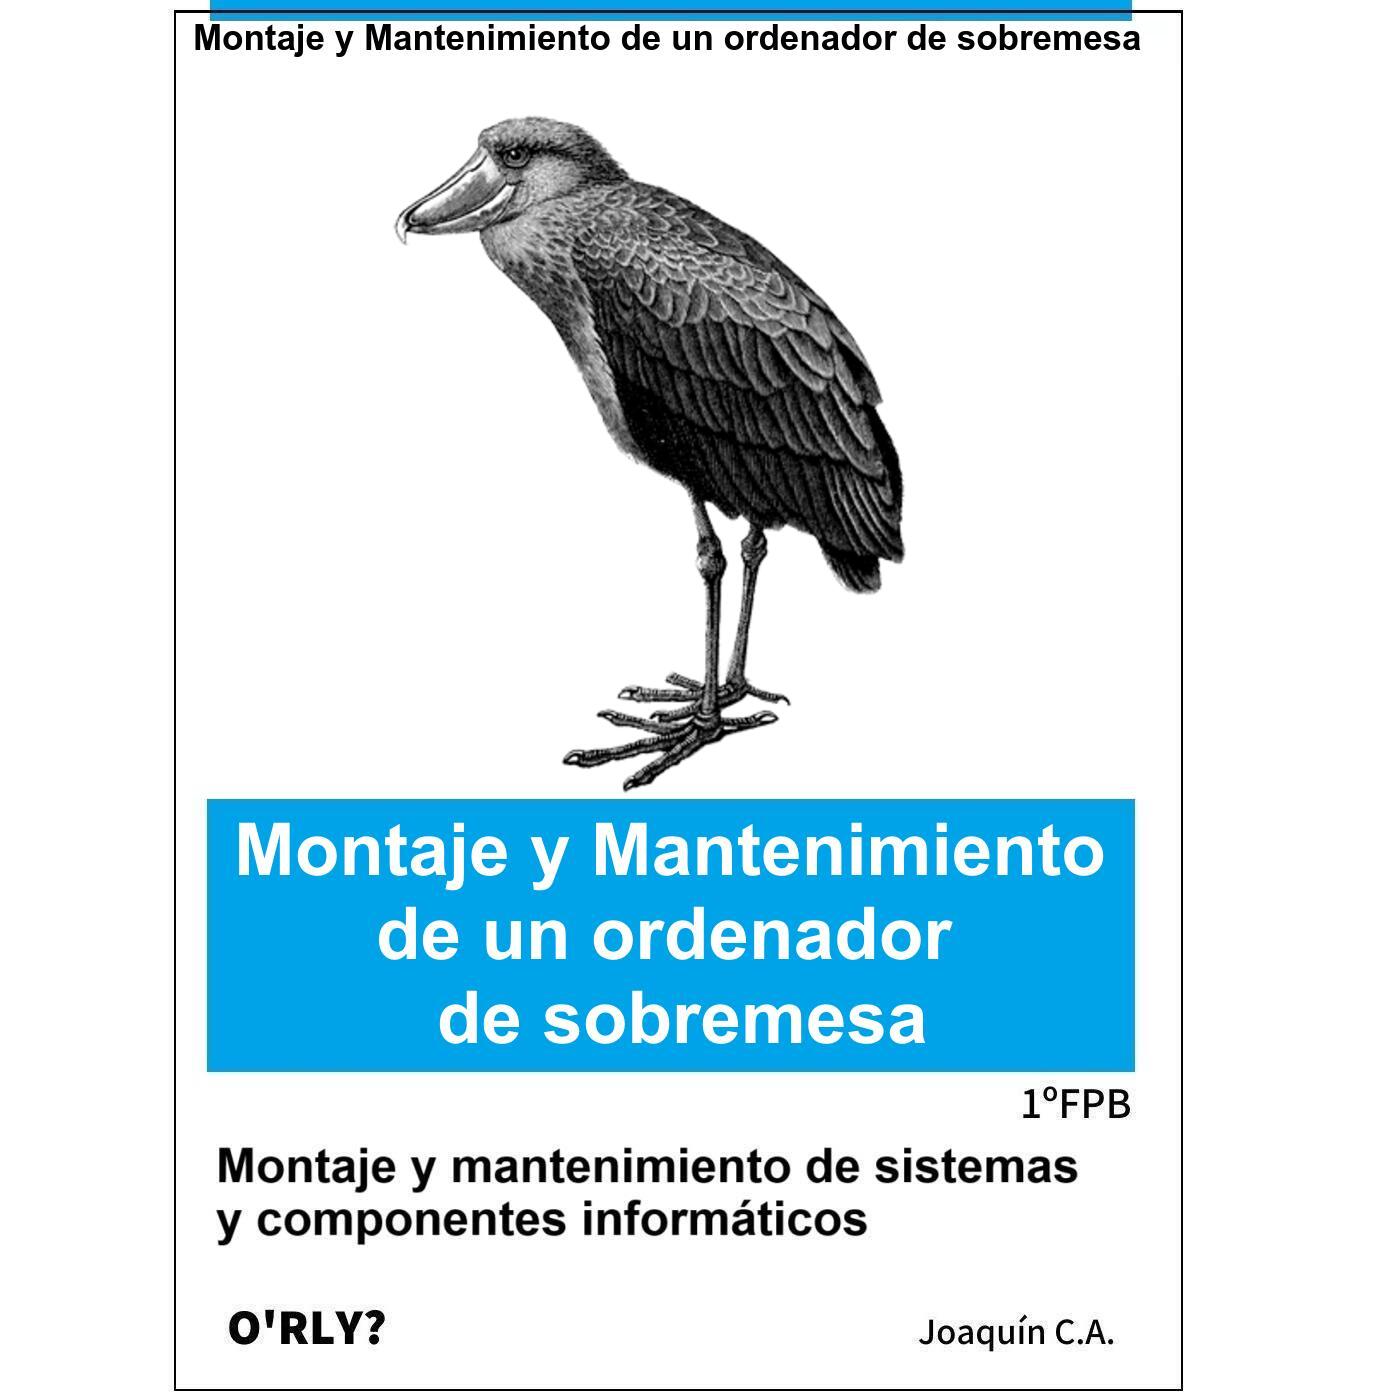 Montaje y Mantenimiento de un ordenador de sobremesa
Montaje y Mantenimiento
de un ordenador
de sobremesa
1ºFPB
Montaje y mantenimiento de sistemas
y componentes informáticos
O'RLY?
Joaquín C.A.